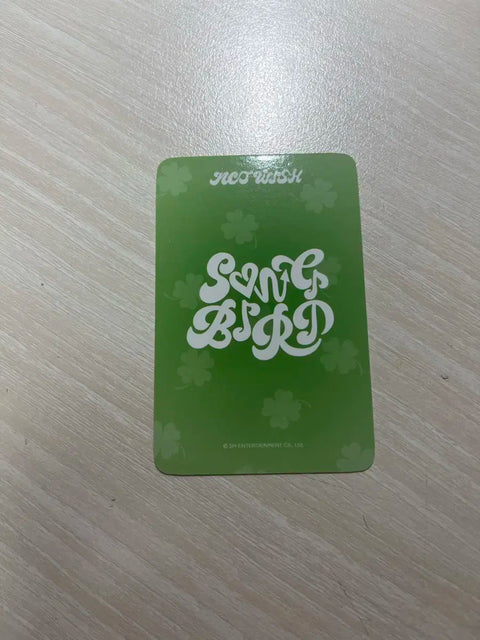 NCT WISH
SONG
BIRD
© SM ENTERTAINMENT CO., Ltd.